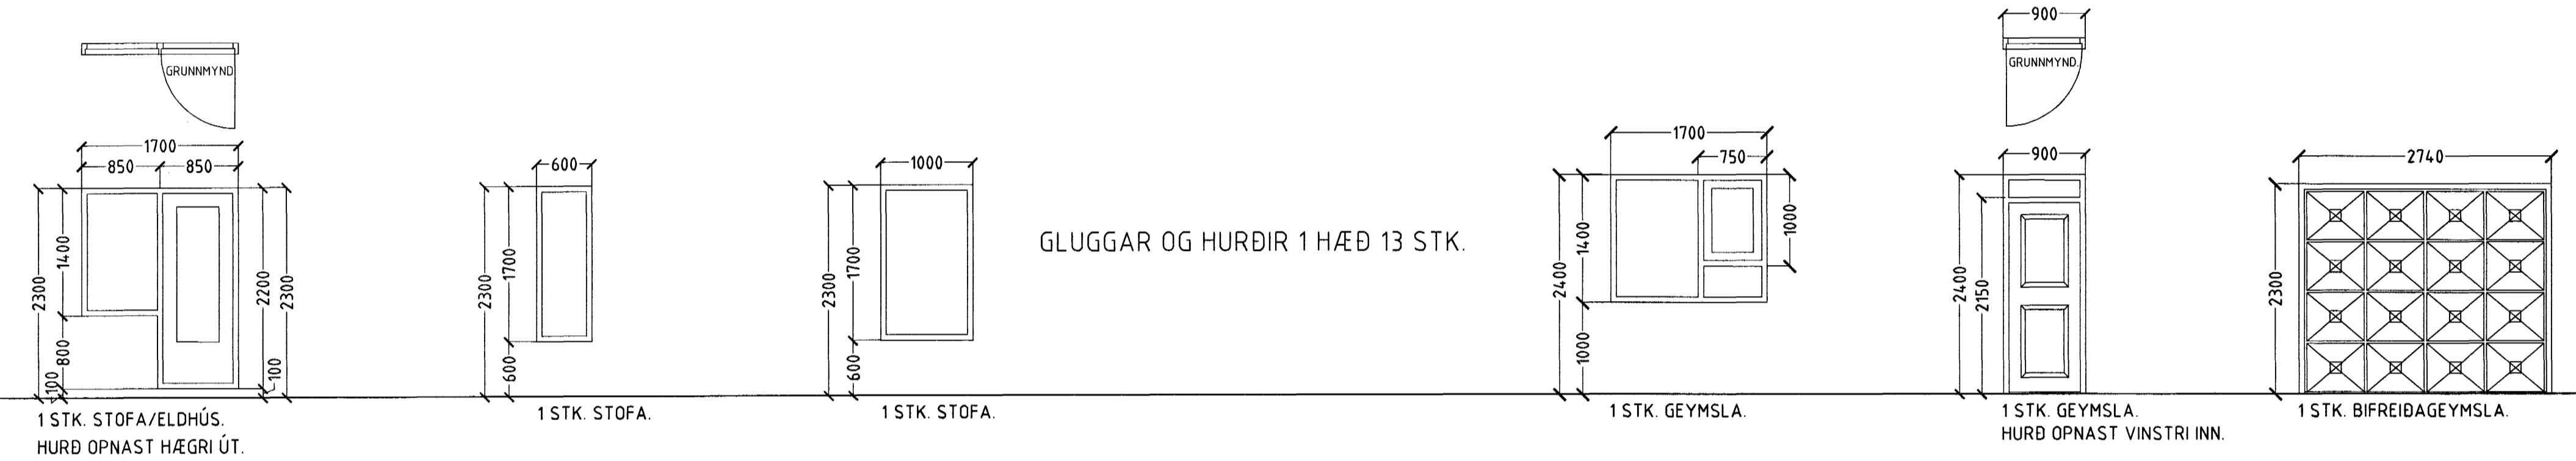 900
GRUNNMYND
GRUNNMYND.
1700
850
850
2300
1400
800
100
2200
100
2300
1 STK. STOFA/ELDHÚS.
HURÐ OPNAST HÆGRI ÚT.
600
2300
1700
600
1 STK. STOFA.
1000
2300
1700
600
1 STK. STOFA.
GLUGGAR OG HURÐIR 1 HÆÐ 13 STK.
1700
750
2400
1400
1000
1000
1 STK. GEYMSLA.
900
2400
2150
1 STK. GEYMSLA.
HURÐ OPNAST VINSTRI INN.
2740
2300
1 STK. BIFREIÐAGEYMSLA.